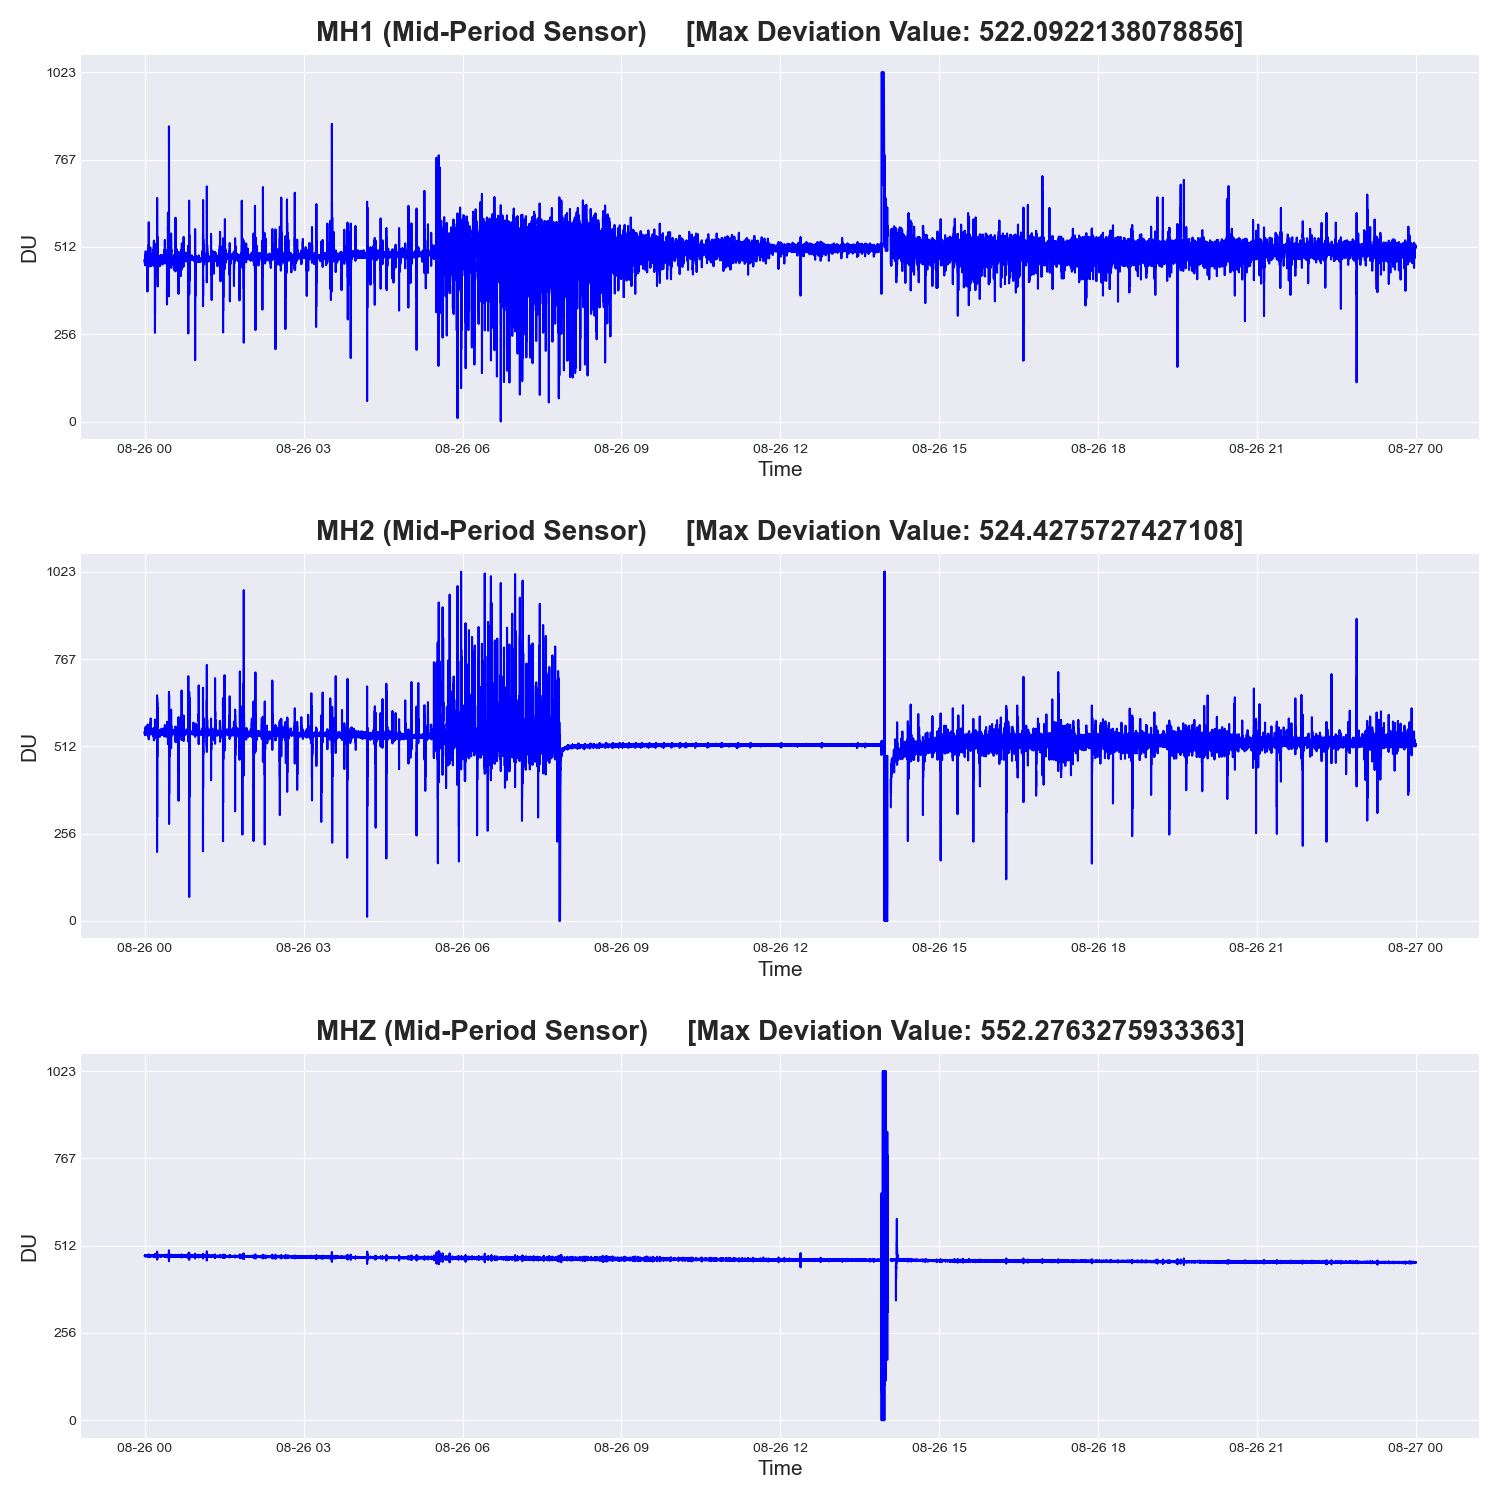 MH1 (Mid-Period Sensor)     [Max Deviation Value: 522.0922138078856]
1023
767
512
256
0
DU
08-26 00 08-26 03 08-26 06 08-26 09 08-26 12 08-26 15 08-26 18 08-26 21 08-27 00
Time
MH2 (Mid-Period Sensor)     [Max Deviation Value: 524.4275727427108]
1023
767
512
256
0
DU
08-26 00 08-26 03 08-26 06 08-26 09 08-26 12 08-26 15 08-26 18 08-26 21 08-27 00
Time
MHZ (Mid-Period Sensor)     [Max Deviation Value: 552.2763275933363]
1023
767
512
256
0
DU
08-26 00 08-26 03 08-26 06 08-26 09 08-26 12 08-26 15 08-26 18 08-26 21 08-27 00
Time